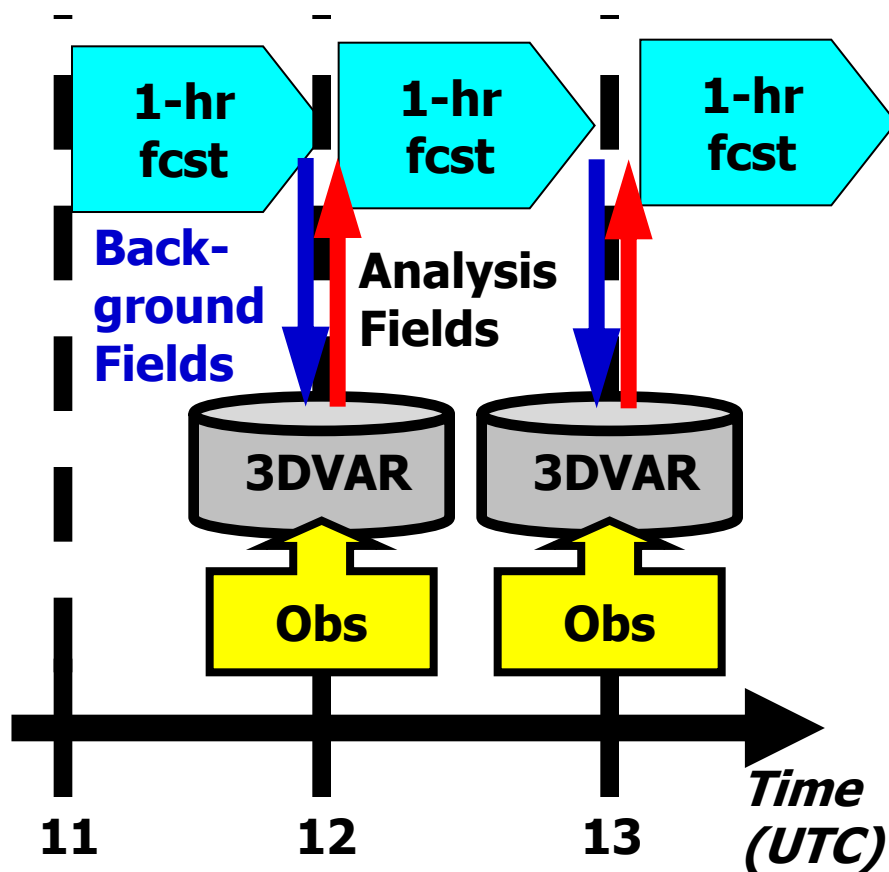 1-hr
fcst
1-hr
fcst
1-hr
fcst
Back-
ground
Fields
Analysis
Fields
3DVAR
3DVAR
Obs
Obs
11
12
13
Time
(UTC)